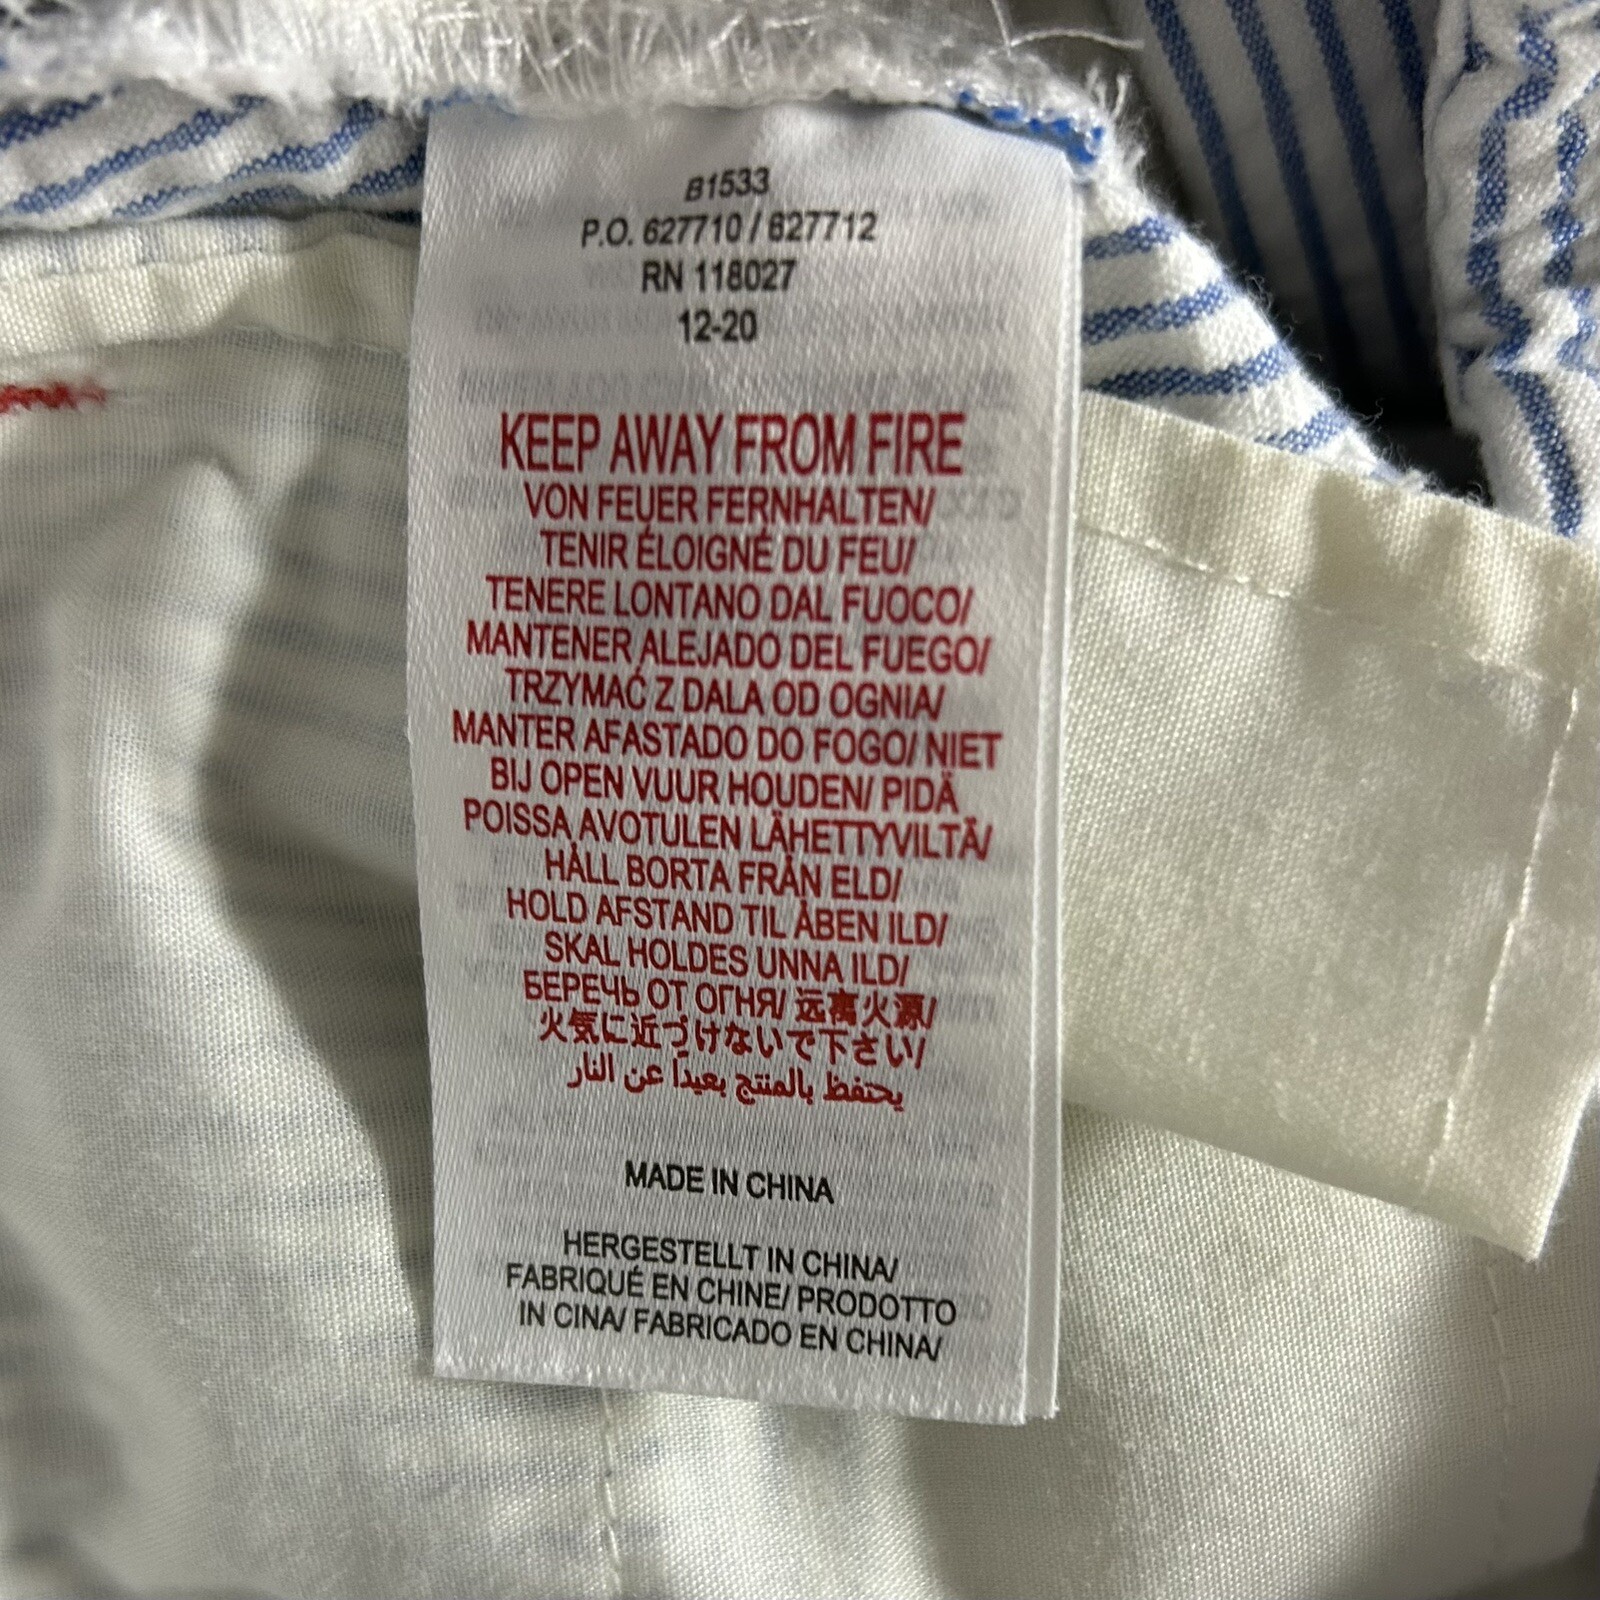 B1533
P.O. 627710 / 627712
RN 118027
12-20
KEEP AWAY FROM FIRE
VON FEUER FERNHALTEN/
TENIR ÉLOIGNÉ DU FEU/
TENERE LONTANO DAL FUOCO/
MANTENER ALEJADO DEL FUEGO/
TRZYMAĆ Z DALA OD OGNIA/
MANTER AFASTADO DO FOGO/ NIET
BIJ OPEN VUUR HOUDEN/ PIDÄ
POISSA AVOTULEN LÄHETTYVILTÄ/
HÅLL BORTA FRÅN ELD/
HOLD AFSTAND TIL ÅBEN ILD/
SKAL HOLDES UNNA ILD/
БЕРЕЧЬ ОТ ОГНЯ/ 远离火源/
火気に近づけないで下さい/
يحتفظ بالمنتج بعيداً عن النار
MADE IN CHINA
HERGESTELLT IN CHINA/
FABRIQUÉ EN CHINE/ PRODOTTO
IN CINA/ FABRICADO EN CHINA/